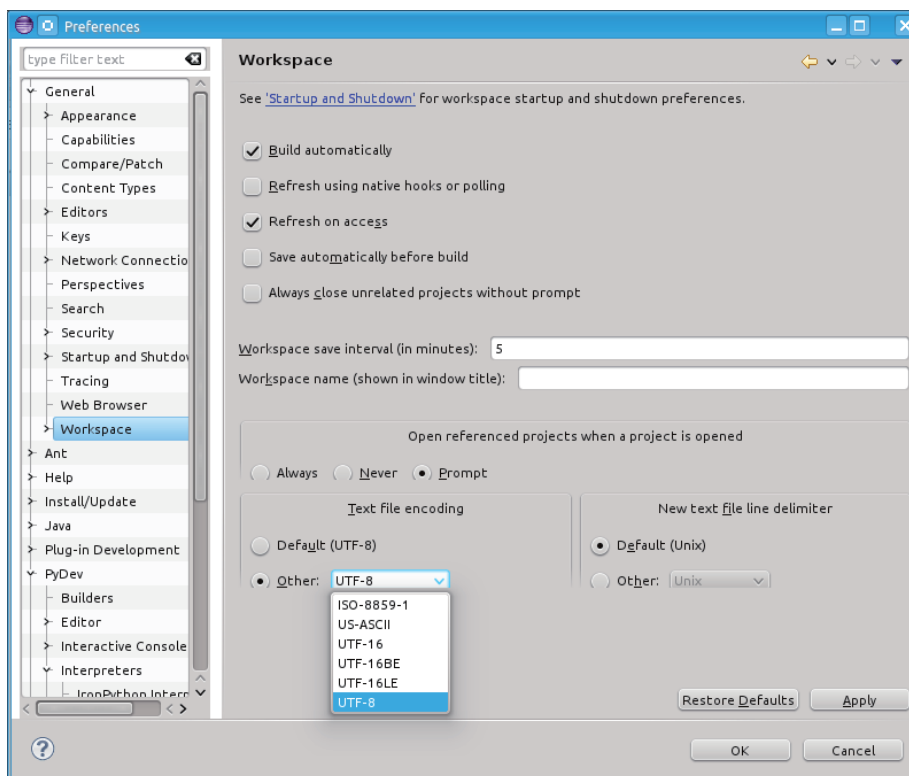 Preferences
type filter text
Workspace
General
Appearance
Capabilities
Compare/Patch
Content Types
Editors
Keys
Network Connectio
Perspectives
Search
Security
Startup and Shutdo
Tracing
Web Browser
Workspace
Ant
Help
Install/Update
Java
Plug-in Development
PyDev
Builders
Editor
Interactive Console
Interpreters
IronPython Interp
See 'Startup and Shutdown' for workspace startup and shutdown preferences.
Build automatically
Refresh using native hooks or polling
Refresh on access
Save automatically before build
Always close unrelated projects without prompt
Workspace save interval (in minutes): 5
Workspace name (shown in window title):
Open referenced projects when a project is opened
Always Never Prompt
Text file encoding
Default (UTF-8)
Other: UTF-8
ISO-8859-1
US-ASCII
UTF-16
UTF-16BE
UTF-16LE
UTF-8
New text file line delimiter
Default (Unix)
Other: Unix
Restore Defaults Apply
? OK Cancel